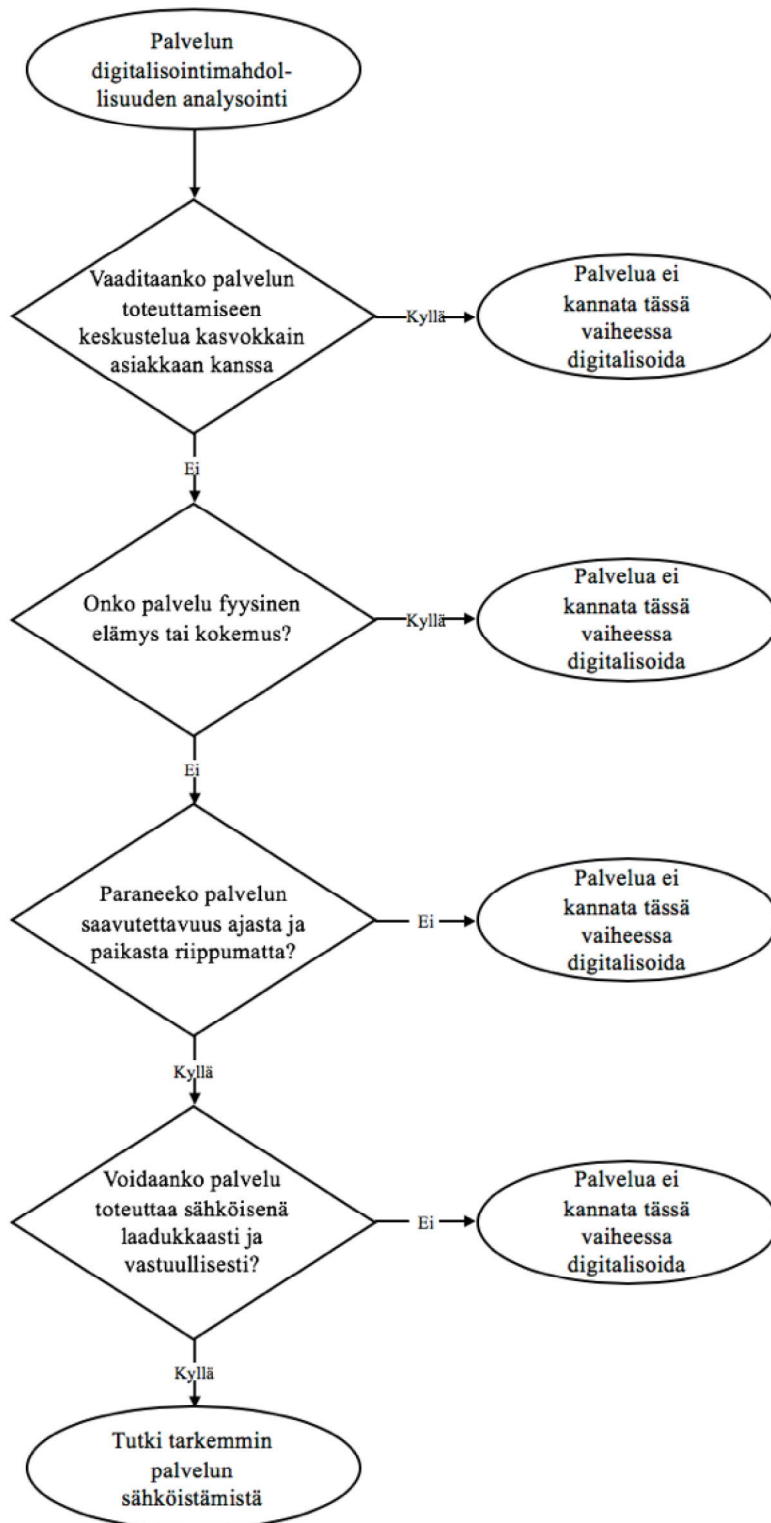 Palvelun
digitalisointimahdol-
lisuuden analysointi
Vaaditaanko palvelun
toteuttamiseen
keskustelua kasvokkain
asiakkaan kanssa
Kyllä
Palvelua ei
kannata tässä
vaiheessa
digitalisoida
Ei
Onko palvelu fyysinen
elämys tai kokemus?
Kyllä
Palvelua ei
kannata tässä
vaiheessa
digitalisoida
Ei
Paraneeko palvelun
saavutettavuus ajasta ja
paikasta riippumatta?
Ei
Palvelua ei
kannata tässä
vaiheessa
digitalisoida
Kyllä
Voidaanko palvelu
toteuttaa sähköisenä
laadukkaasti ja
vastuullisesti?
Ei
Palvelua ei
kannata tässä
vaiheessa
digitalisoida
Kyllä
Tutki tarkemmin
palvelun
sähköistämistä